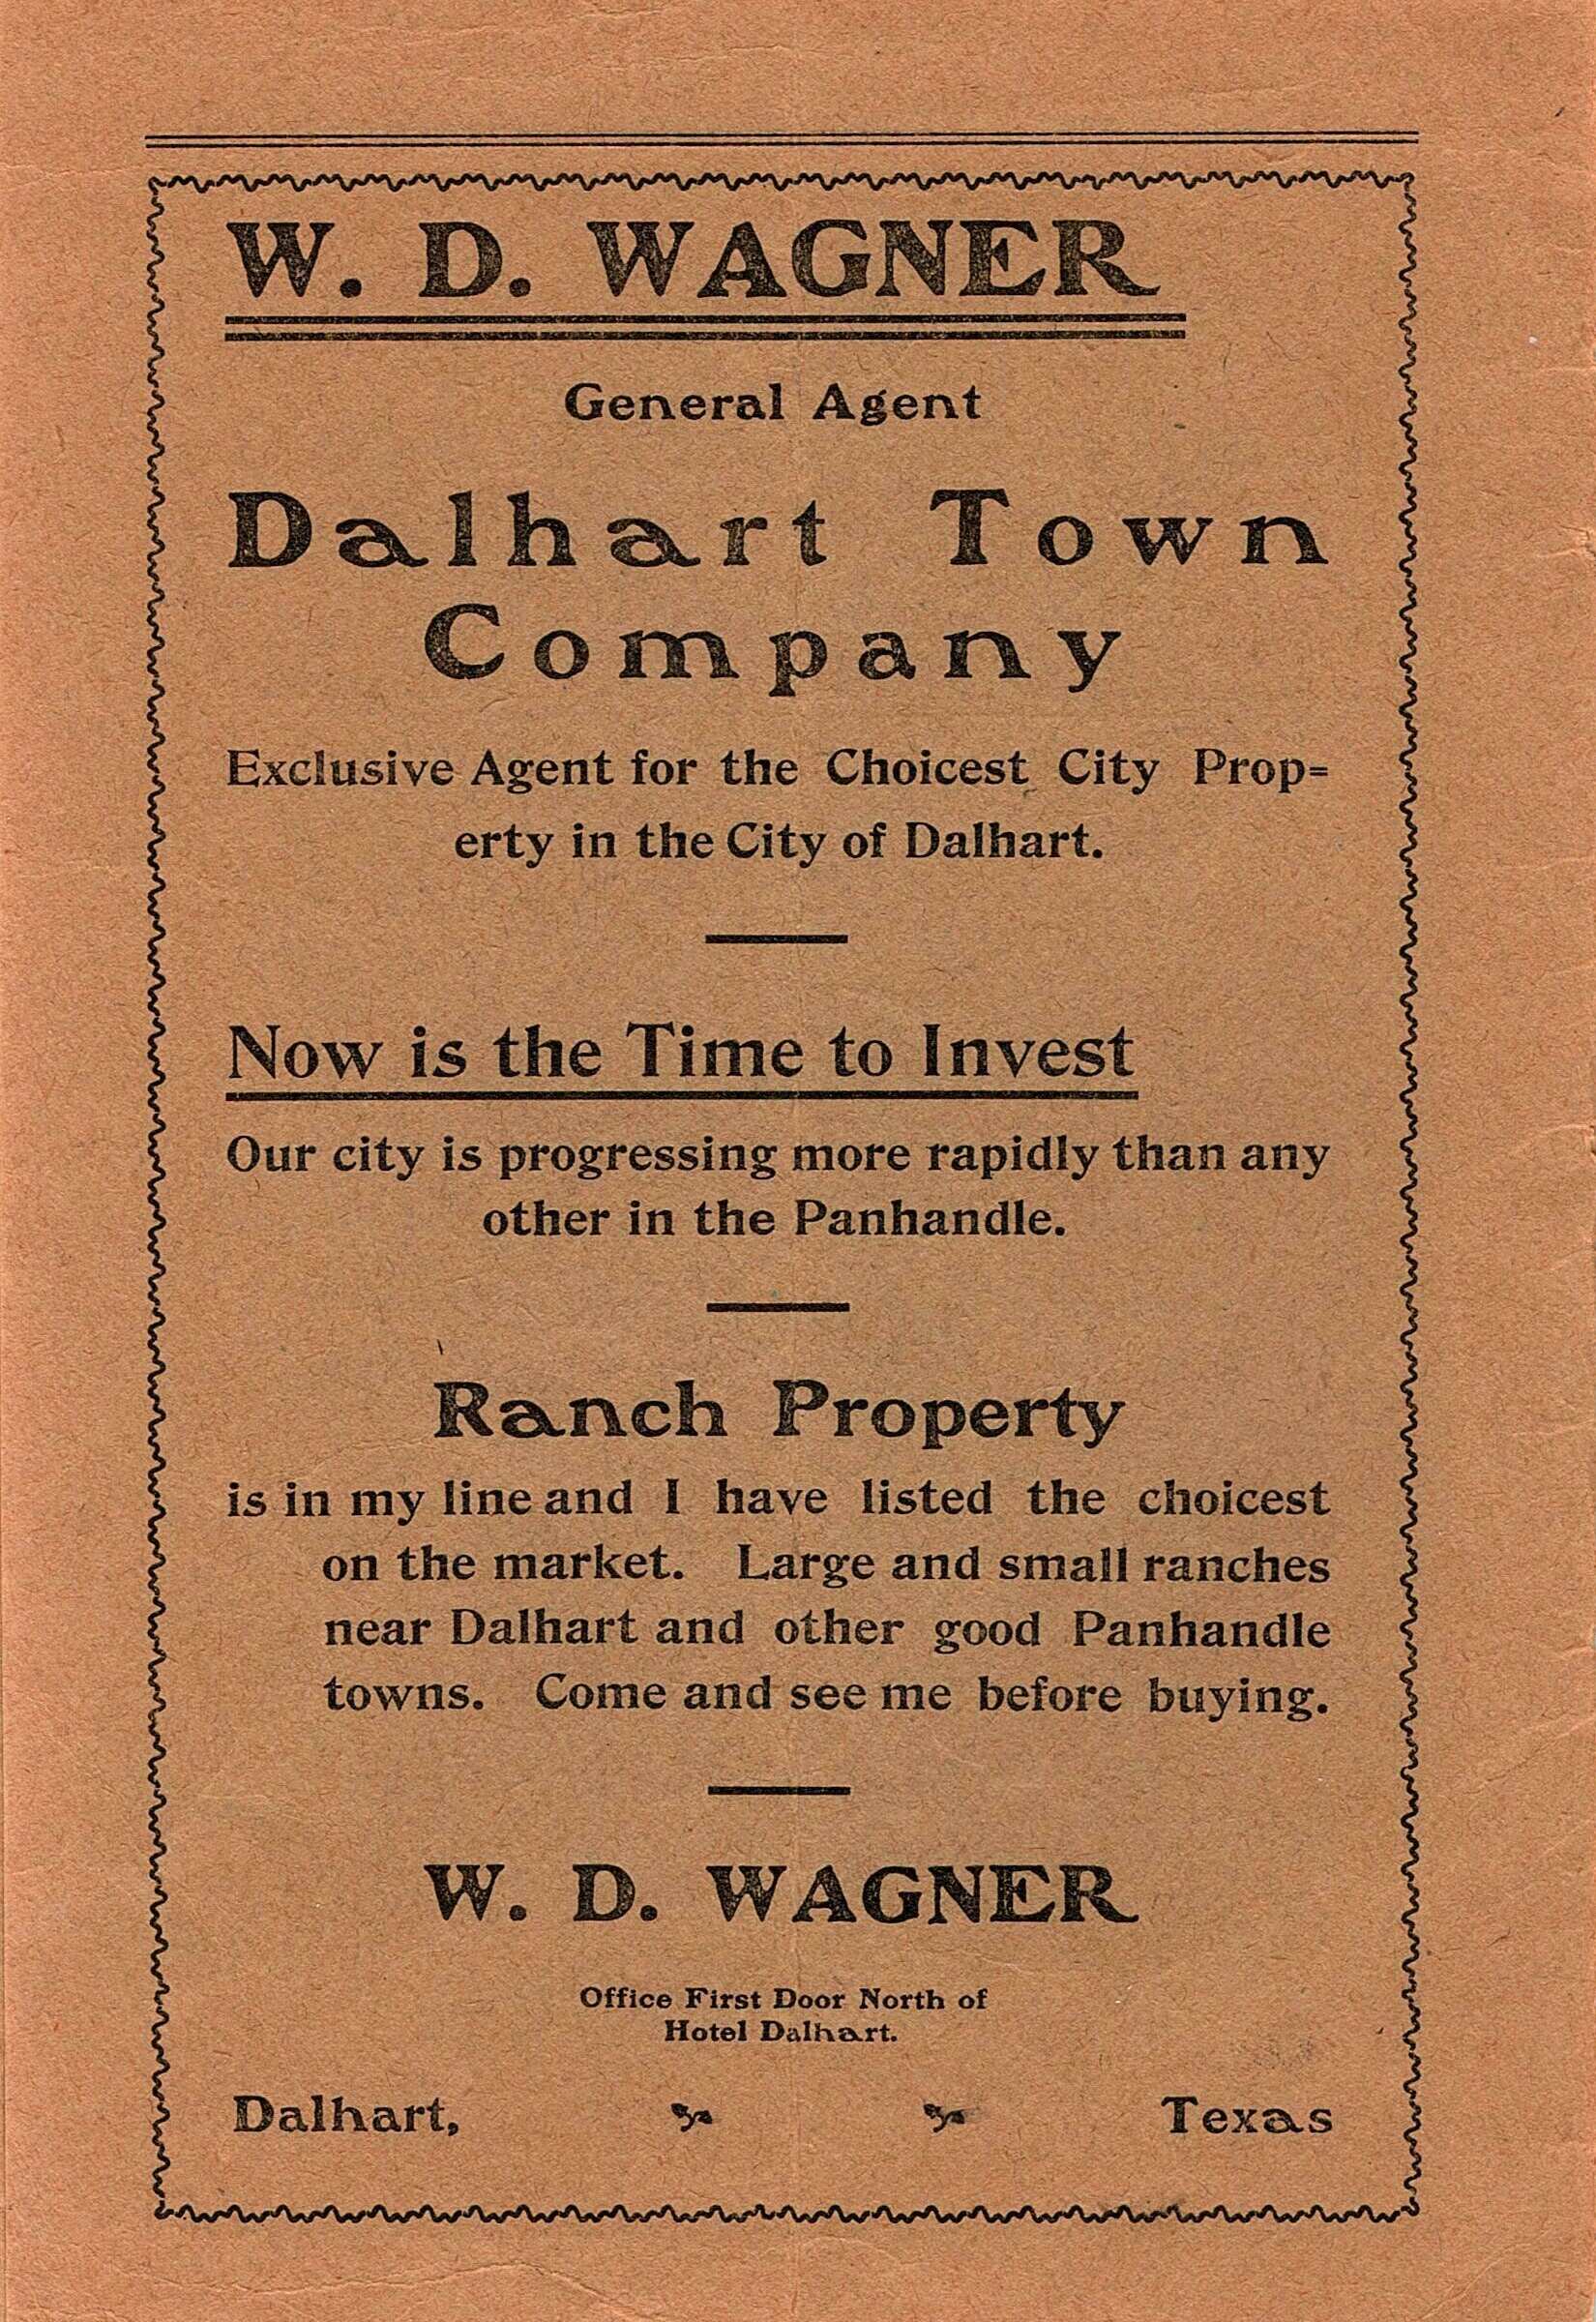 W. D. WAGNER
General Agent
Dalhart Town
Company
Exclusive Agent for the Choicest City Prop=
erty in the City of Dalhart.
Now is the Time to Invest
Our city is progressing more rapidly than any
other in the Panhandle.
Ranch Property
is in my line and I have listed the choicest
on the market. Large and small ranches
near Dalhart and other good Panhandle
towns. Come and see me before buying.
W. D. WAGNER
Office First Door North of
Hotel Dalhart.
Dalhart, Texas